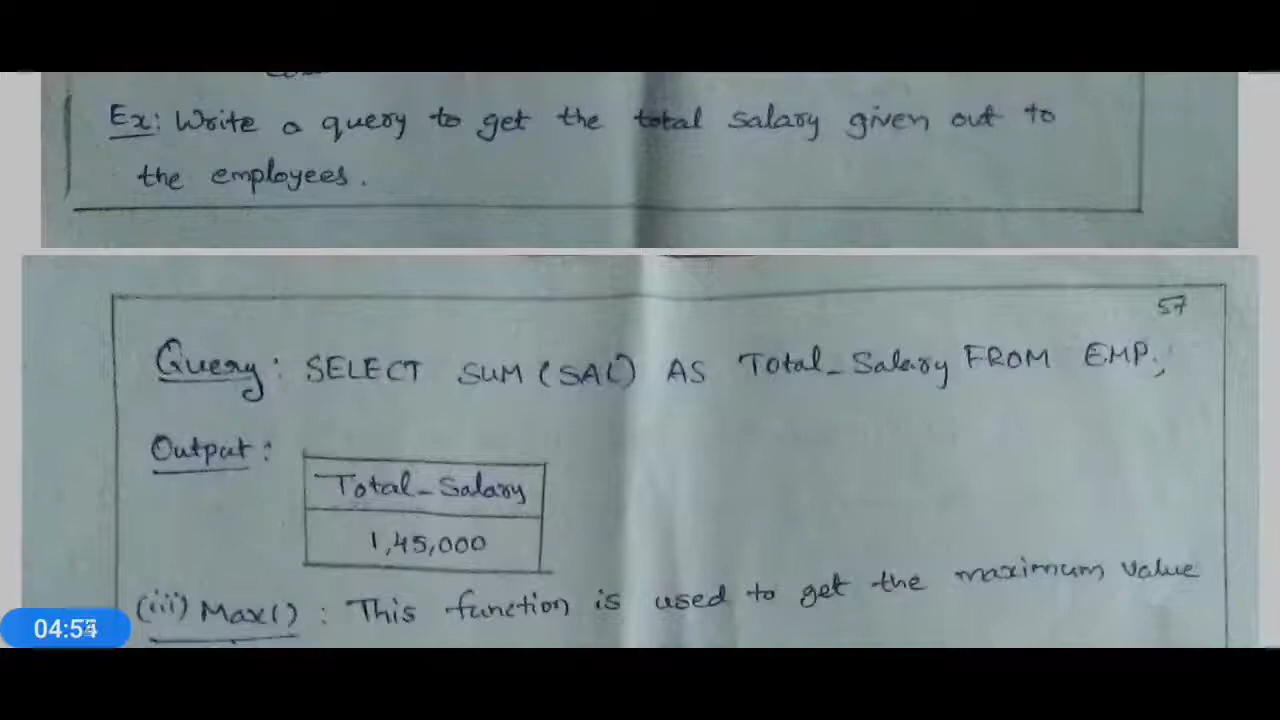 Ex: Write a query to get the total salary given out to
the employees.
57
Query: SELECT SUM(SAL) AS Total_Salary FROM EMP;
Output:
Total_Salary
1,45,000
(iii) Max(): This function is used to get the maximum value